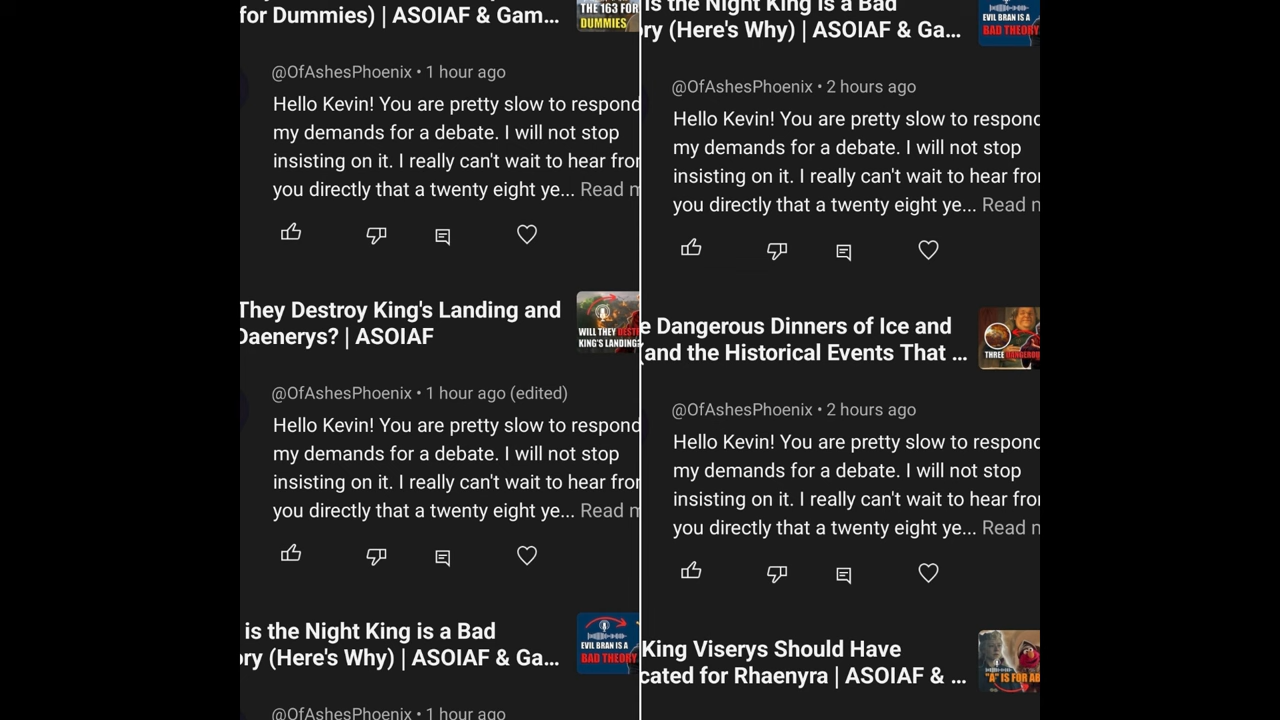 for Dummies) | ASOIAF & Gam...
THE 163 FOR
DUMMIES
@OfAshesPhoenix • 1 hour ago
Hello Kevin! You are pretty slow to respond
my demands for a debate. I will not stop
insisting on it. I really can't wait to hear from
you directly that a twenty eight ye... Read m
They Destroy King's Landing and
Daenerys? | ASOIAF
WILL THEY DEST
KING'S LANDING?
@OfAshesPhoenix • 1 hour ago (edited)
Hello Kevin! You are pretty slow to respond
my demands for a debate. I will not stop
insisting on it. I really can't wait to hear from
you directly that a twenty eight ye... Read m
is the Night King is a Bad
ory (Here's Why) | ASOIAF & Ga...
EVIL BRAN IS A
BAD THEORY
@OfAshesPhoenix • 1 hour ago
is the Night King is a Bad
ory (Here's Why) | ASOIAF & Ga...
EVIL BRAN IS A
BAD THEORY
@OfAshesPhoenix • 2 hours ago
Hello Kevin! You are pretty slow to respond
my demands for a debate. I will not stop
insisting on it. I really can't wait to hear from
you directly that a twenty eight ye... Read n
e Dangerous Dinners of Ice and
(and the Historical Events That ...
THREE DANGEROU
@OfAshesPhoenix • 2 hours ago
Hello Kevin! You are pretty slow to respond
my demands for a debate. I will not stop
insisting on it. I really can't wait to hear from
you directly that a twenty eight ye... Read n
King Viserys Should Have
cated for Rhaenyra | ASOIAF & ...
"A" IS FOR AB